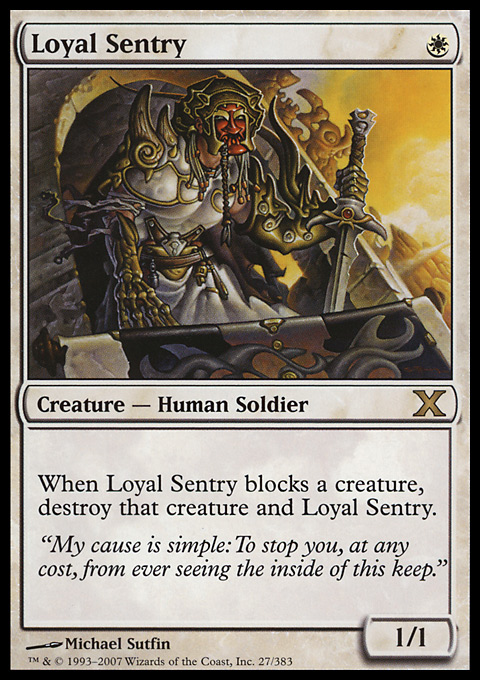 Loyal Sentry
Creature — Human Soldier
X
When Loyal Sentry blocks a creature,
destroy that creature and Loyal Sentry.
“My cause is simple: To stop you, at any
cost, from ever seeing the inside of this keep.”
Michael Sutfin
1/1
™ & © 1993–2007 Wizards of the Coast, Inc. 27/383